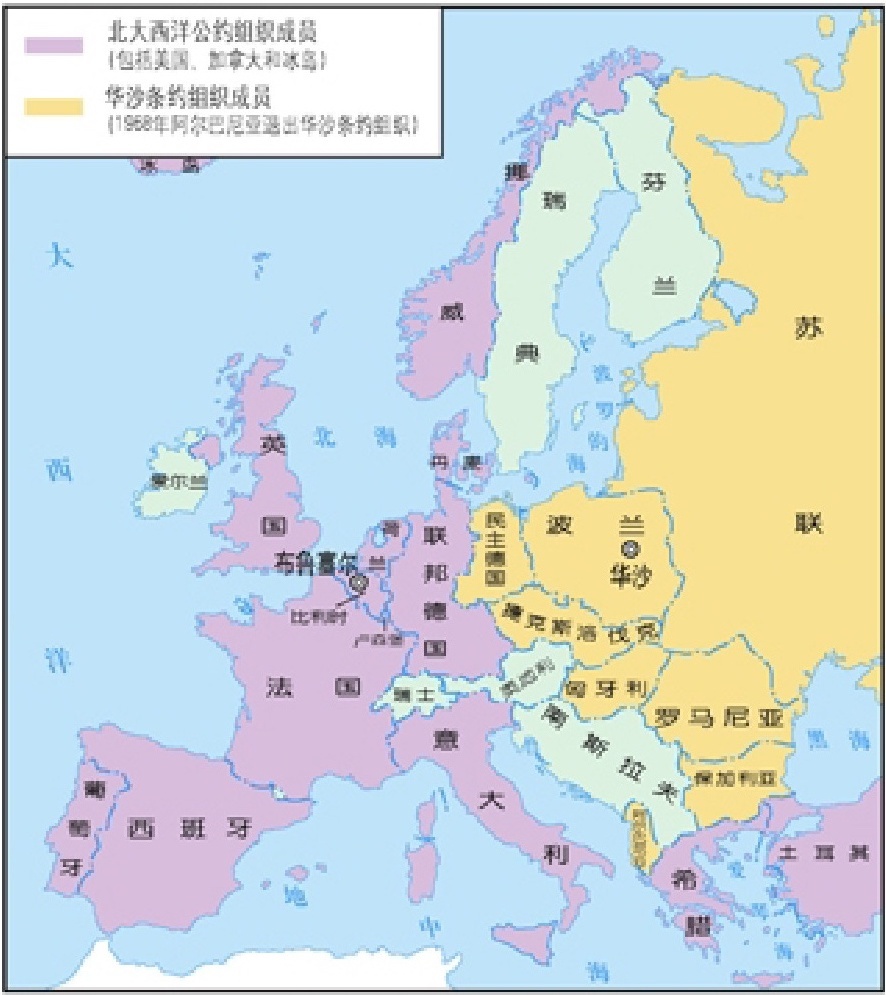 北大西洋公约组织成员
(包括美国、加拿大和冰岛)
华沙条约组织成员
(1968年阿尔巴尼亚退出华沙条约组织)
冰 岛
挪
威
瑞
典
芬
兰
苏
联
大
西
洋
波
罗
的
海
北 海
英
国
爱尔兰
丹 麦
荷
兰
布鲁塞尔
比利时
卢森堡
联
邦
德
国
民
主
德
国
波 兰
华沙
捷克斯洛伐克
法 国
瑞士
奥地利
匈牙利
罗马尼亚
南斯拉夫
保加利亚
黑 海
意
大
利
葡
萄
牙
西班牙
希
腊
土耳其
爱
琴
海
地
中
海